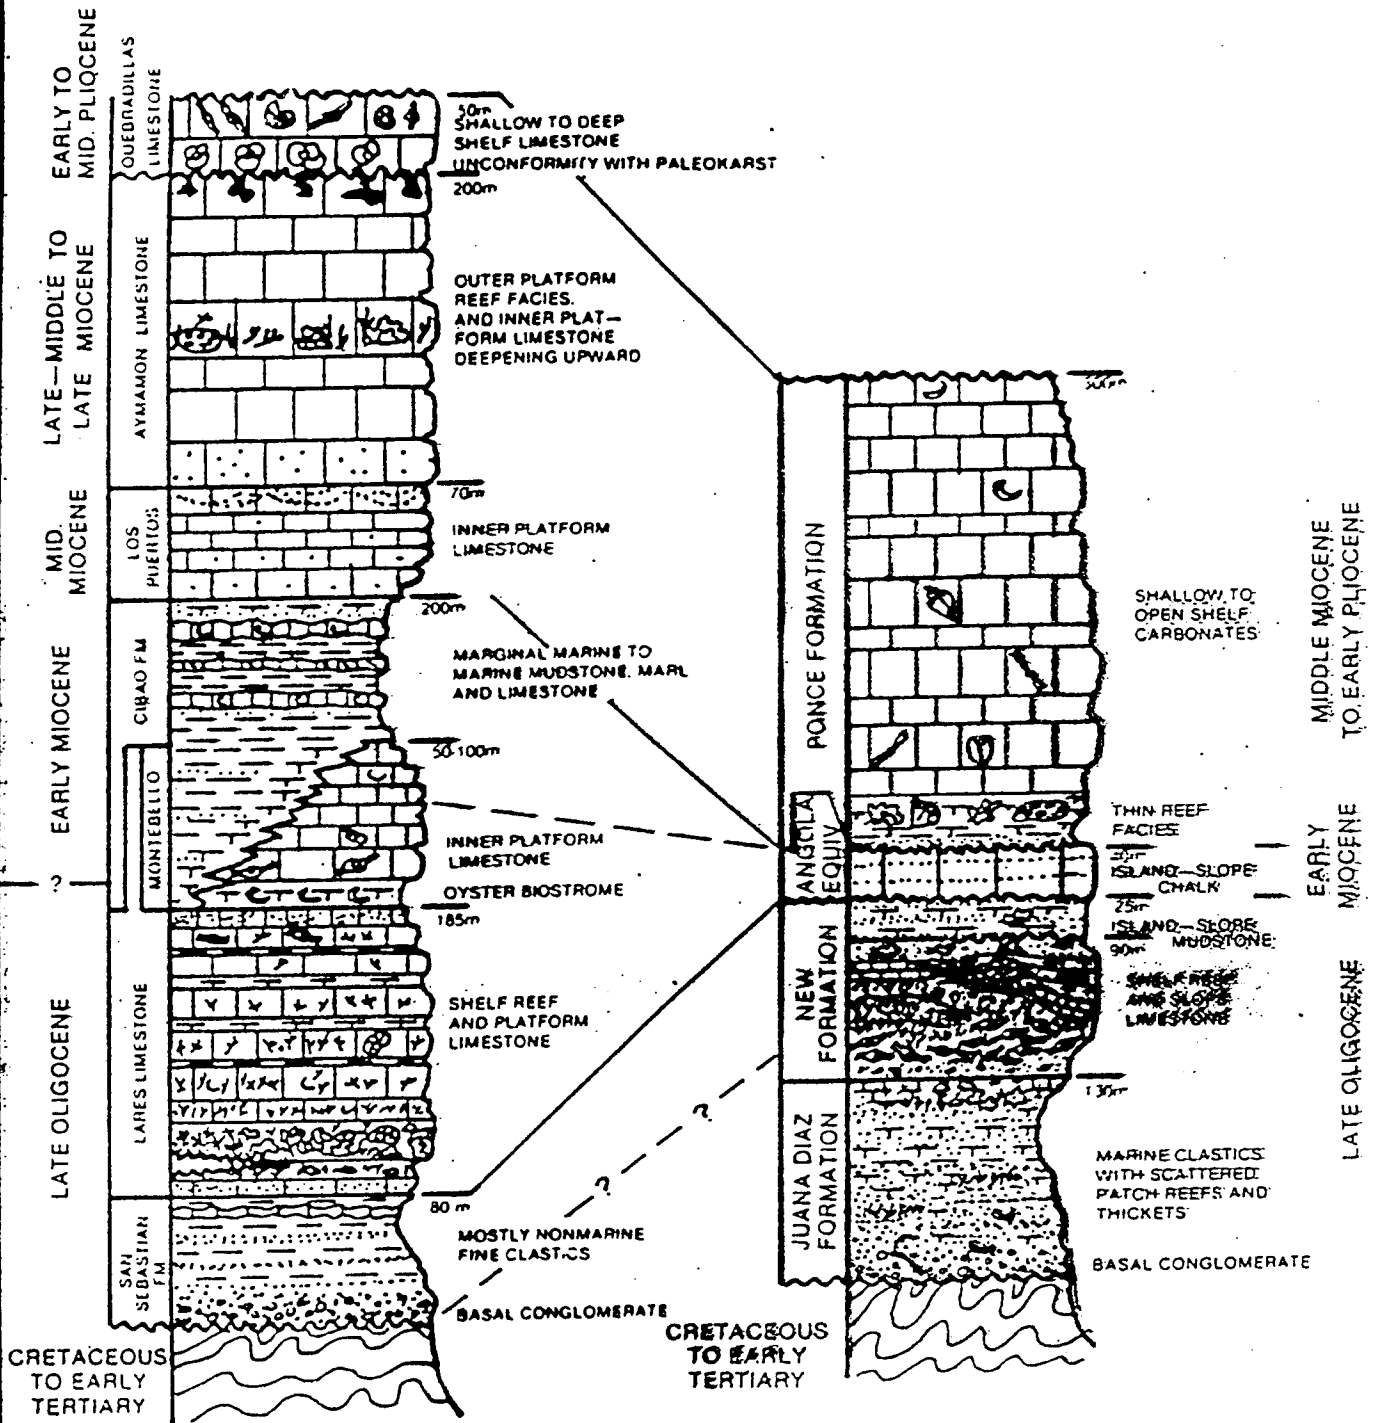 EARLY TO
MID. PLIOCENE
QUEBRADILLAS
LIMESTONE
50m
SHALLOW TO DEEP
SHELF LIMESTONE
UNCONFORMITY WITH PALEOKARST
200m
LATE—MIDDLE TO
LATE MIOCENE
AYMAMON LIMESTONE
OUTER PLATFORM
REEF FACIES,
AND INNER PLAT—
FORM LIMESTONE
DEEPENING UPWARD
70m
MID.
MIOCENE
LOS
PUERTOS
INNER PLATFORM
LIMESTONE
200m
EARLY MIOCENE
CIBAO FM
MARGINAL MARINE TO
MARINE MUDSTONE, MARL
AND LIMESTONE
50-100m
MONTEBELLO
INNER PLATFORM
LIMESTONE
OYSTER BIOSTROME
?
185m
LATE OLIGOCENE
LARES LIMESTONE
SHELF REEF
AND PLATFORM
LIMESTONE
80 m
SAN
SEBASTIAN
FM
MOSTLY NONMARINE
FINE CLASTICS
BASAL CONGLOMERATE
CRETACEOUS
TO EARLY
TERTIARY
?
?
PONCE FORMATION
SHALLOW TO
OPEN SHELF
CARBONATES
MIDDLE MIOCENE
TO EARLY PLIOCENE
ANGOLA
EQUIV
THIN REEF
FACIES
ISLAND—SLOPE
CHALK
EARLY
MIOCENE
25m
ISLAND—SLOPE
MUDSTONE
90m
NEW
FORMATION
SHELF REEF
AND SLOPE
LIMESTONE
130m
LATE OLIGOCENE
JUANA DIAZ
FORMATION
MARINE CLASTICS
WITH SCATTERED
PATCH REEFS AND
THICKETS
BASAL CONGLOMERATE
CRETACEOUS
TO EARLY
TERTIARY